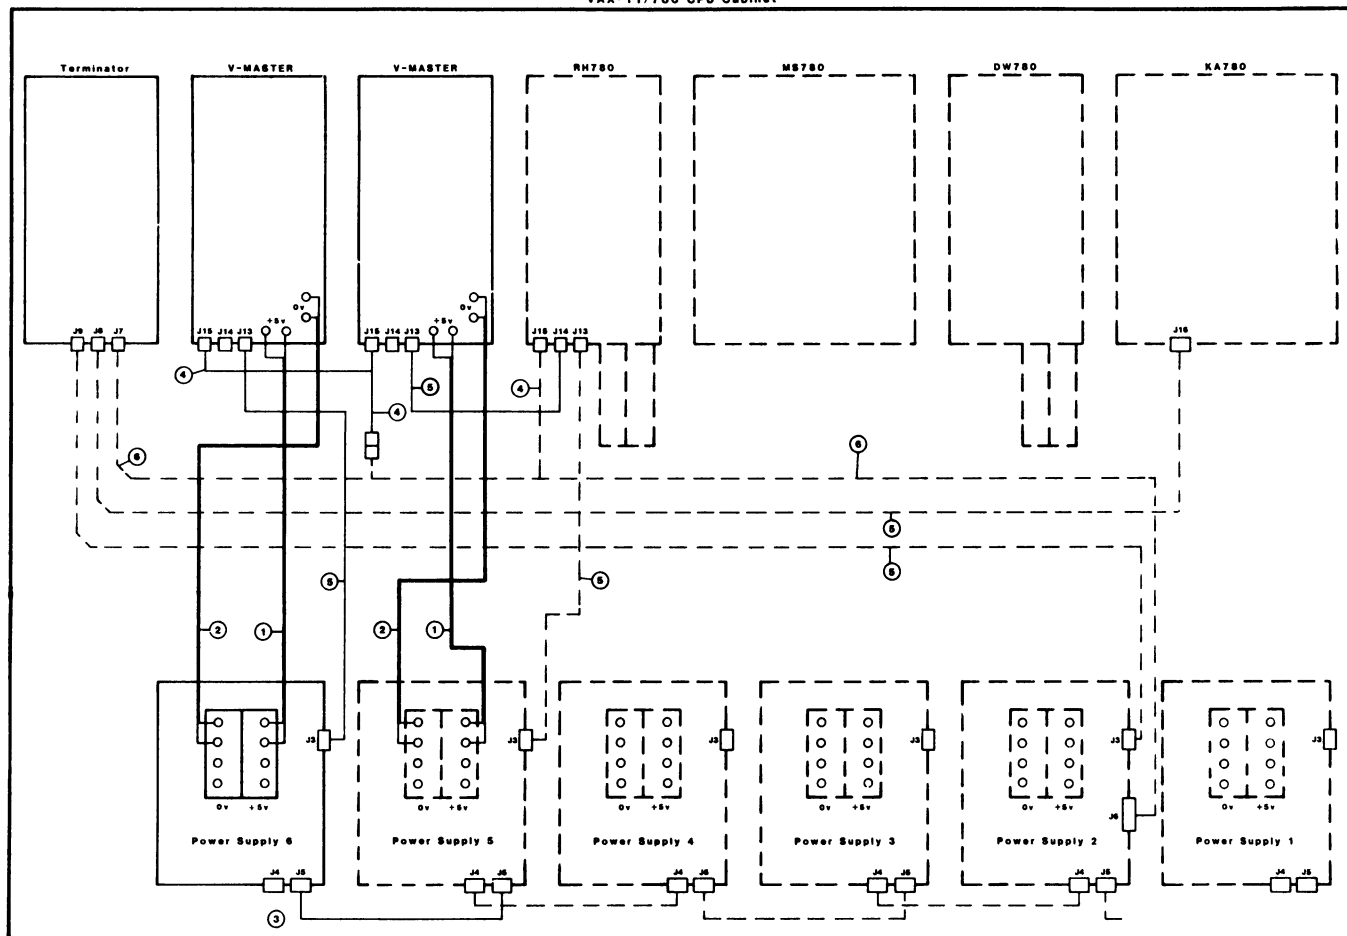 VAX-11/780 CPU Cabinet
Terminator V-MASTER V-MASTER RH780 MS780 DW780 KA780
0v 0v
+5v +5v
J9 J8 J7 J15 J14 J13 J15 J14 J13 J15 J14 J13 J16
4 5 4
4
6 6
5
5 5 5
2 1 2 1
J3 J3 J3 J3 J3 J3
0v +5v 0v +5v 0v +5v 0v +5v 0v +5v 0v +5v
J6
Power Supply 6 Power Supply 5 Power Supply 4 Power Supply 3 Power Supply 2 Power Supply 1
J4 J5 J4 J5 J4 J5 J4 J5 J4 J5 J4 J5
3